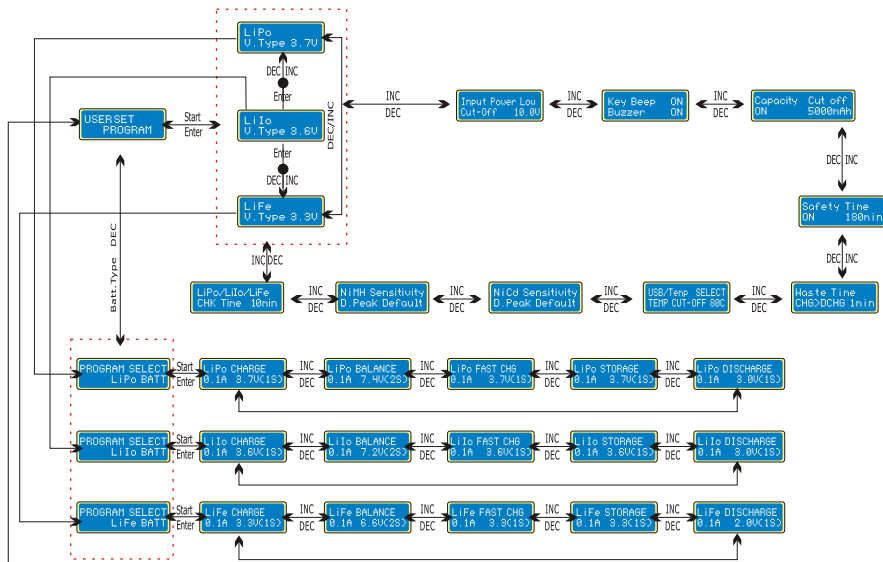 LiPo
V.Type 3.7V
DEC INC
Enter
USERSET
PROGRAM
Start
Enter
LiIo
V.Type 3.6V
Enter
DEC INC
LiFe
V.Type 3.3V
DEC/INC
INC
DEC
Input Power Low
Cut-Off 10.0V
INC
DEC
Key Beep ON
Buzzer ON
INC
DEC
Capacity Cut off
ON 5000mAh
DEC INC
Safety Time
ON 180min
DEC INC
Batt.Type DEC
INC DEC
LiPo/LiIo/LiFe
CHK Time 10min
INC
DEC
NiMH Sensitivity
D.Peak Default
INC
DEC
NiCd Sensitivity
D.Peak Default
INC
DEC
USB/Temp SELECT
TEMP CUT-OFF 80C
INC
DEC
Waste Time
CHG>DCHG 1min
PROGRAM SELECT
LiPo BATT
Start
Enter
LiPo CHARGE
0.1A 3.7V(1S)
INC
DEC
LiPo BALANCE
0.1A 7.4V(2S)
INC
DEC
LiPo FAST CHG
0.1A 3.7V(1S)
INC
DEC
LiPo STORAGE
0.1A 3.7V(1S)
INC
DEC
LiPo DISCHARGE
0.1A 3.0V(1S)
PROGRAM SELECT
LiIo BATT
Start
Enter
LiIo CHARGE
0.1A 3.6V(1S)
INC
DEC
LiIo BALANCE
0.1A 7.2V(2S)
INC
DEC
LiIo FAST CHG
0.1A 3.6V(1S)
INC
DEC
LiIo STORAGE
0.1A 3.6V(1S)
INC
DEC
LiIo DISCHARGE
0.1A 3.0V(1S)
PROGRAM SELECT
LiFe BATT
Start
Enter
LiFe CHARGE
0.1A 3.3V(1S)
INC
DEC
LiFe BALANCE
0.1A 6.6V(2S)
INC
DEC
LiFe FAST CHG
0.1A 3.3(1S)
INC
DEC
LiFe STORAGE
0.1A 3.3(1S)
INC
DEC
LiFe DISCHARGE
0.1A 2.0V(1S)